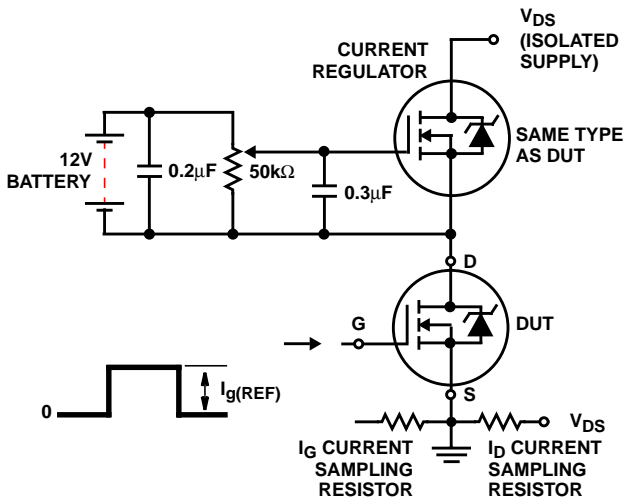 V_DS
(ISOLATED
SUPPLY)
CURRENT
REGULATOR
SAME TYPE
AS DUT
12V
BATTERY
0.2μF
50kΩ
0.3μF
D
DUT
G
I_g(REF)
0
S
V_DS
I_G CURRENT
SAMPLING
RESISTOR
I_D CURRENT
SAMPLING
RESISTOR